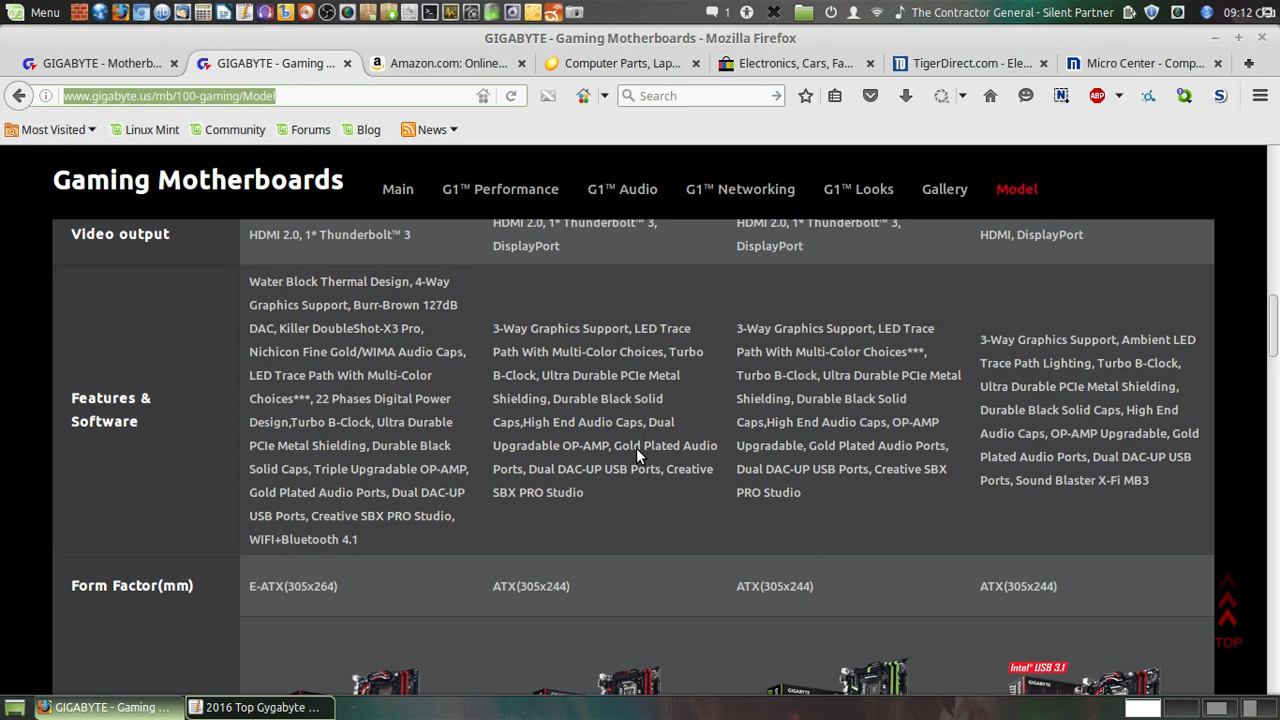 Menu
1
The Contractor General - Silent Partner
09:12
GIGABYTE - Gaming Motherboards - Mozilla Firefox
GIGABYTE - Motherb...
GIGABYTE - Gaming ...
Amazon.com: Online...
Computer Parts, Lap...
Electronics, Cars, Fa...
TigerDirect.com - Ele...
Micro Center - Comp...
www.gigabyte.us/mb/100-gaming/Model
Search
ABP
Most Visited
Linux Mint
Community
Forums
Blog
News
Gaming Motherboards
Main
G1™ Performance
G1™ Audio
G1™ Networking
G1™ Looks
Gallery
Model
Video output
HDMI 2.0, 1* Thunderbolt™ 3
HDMI 2.0, 1* Thunderbolt™ 3,
DisplayPort
HDMI 2.0, 1* Thunderbolt™ 3,
DisplayPort
HDMI, DisplayPort
Features &
Software
Water Block Thermal Design, 4-Way
Graphics Support, Burr-Brown 127dB
DAC, Killer DoubleShot-X3 Pro,
Nichicon Fine Gold/WIMA Audio Caps,
LED Trace Path With Multi-Color
Choices***, 22 Phases Digital Power
Design,Turbo B-Clock, Ultra Durable
PCIe Metal Shielding, Durable Black
Solid Caps, Triple Upgradable OP-AMP,
Gold Plated Audio Ports, Dual DAC-UP
USB Ports, Creative SBX PRO Studio,
WIFI+Bluetooth 4.1
3-Way Graphics Support, LED Trace
Path With Multi-Color Choices, Turbo
B-Clock, Ultra Durable PCIe Metal
Shielding, Durable Black Solid
Caps,High End Audio Caps, Dual
Upgradable OP-AMP, Gold Plated Audio
Ports, Dual DAC-UP USB Ports, Creative
SBX PRO Studio
3-Way Graphics Support, LED Trace
Path With Multi-Color Choices***,
Turbo B-Clock, Ultra Durable PCIe Metal
Shielding, Durable Black Solid
Caps,High End Audio Caps, OP-AMP
Upgradable, Gold Plated Audio Ports,
Dual DAC-UP USB Ports, Creative SBX
PRO Studio
3-Way Graphics Support, Ambient LED
Trace Path Lighting, Turbo B-Clock,
Ultra Durable PCIe Metal Shielding,
Durable Black Solid Caps, High End
Audio Caps, OP-AMP Upgradable, Gold
Plated Audio Ports, Dual DAC-UP USB
Ports, Sound Blaster X-Fi MB3
Form Factor(mm)
E-ATX(305x264)
ATX(305x244)
ATX(305x244)
ATX(305x244)
TOP
Intel® USB 3.1
GIGABYTE
GIGABYTE - Gaming ...
2016 Top Gygabyte ...